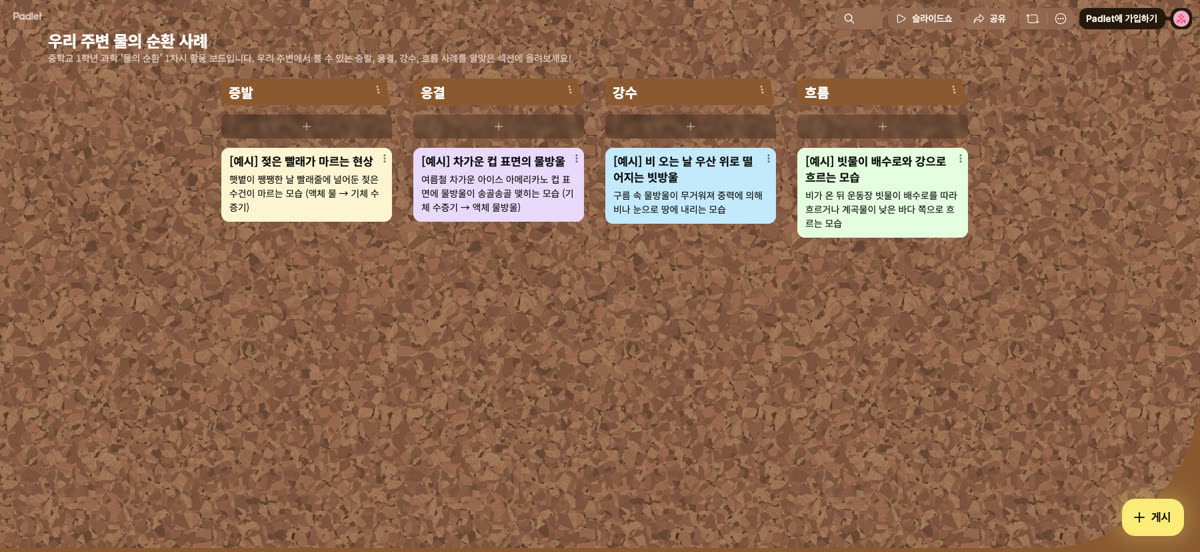 Padlet
슬라이드쇼
공유
Padlet에 가입하기
우리 주변 물의 순환 사례
중학교 1학년 과학 '물의 순환' 1차시 활동 보드입니다. 우리 주변에서 볼 수 있는 증발, 응결, 강수, 흐름 사례를 알맞은 섹션에 올려보세요!
증발
응결
강수
흐름
[예시] 젖은 빨래가 마르는 현상
햇볕이 쨍쨍한 날 빨래줄에 널어둔 젖은
수건이 마르는 모습 (액체 물 → 기체 수
증기)
[예시] 차가운 컵 표면의 물방울
여름철 차가운 아이스 아메리카노 컵 표
면에 물방울이 송골송골 맺히는 모습 (기
체 수증기 → 액체 물방울)
[예시] 비 오는 날 우산 위로 떨
어지는 빗방울
구름 속 물방울이 무거워져 중력에 의해
비나 눈으로 땅에 내리는 모습
[예시] 빗물이 배수로와 강으로
흐르는 모습
비가 온 뒤 운동장 빗물이 배수로를 따라
흐르거나 계곡물이 낮은 바다 쪽으로 흐
르는 모습
+ 게시